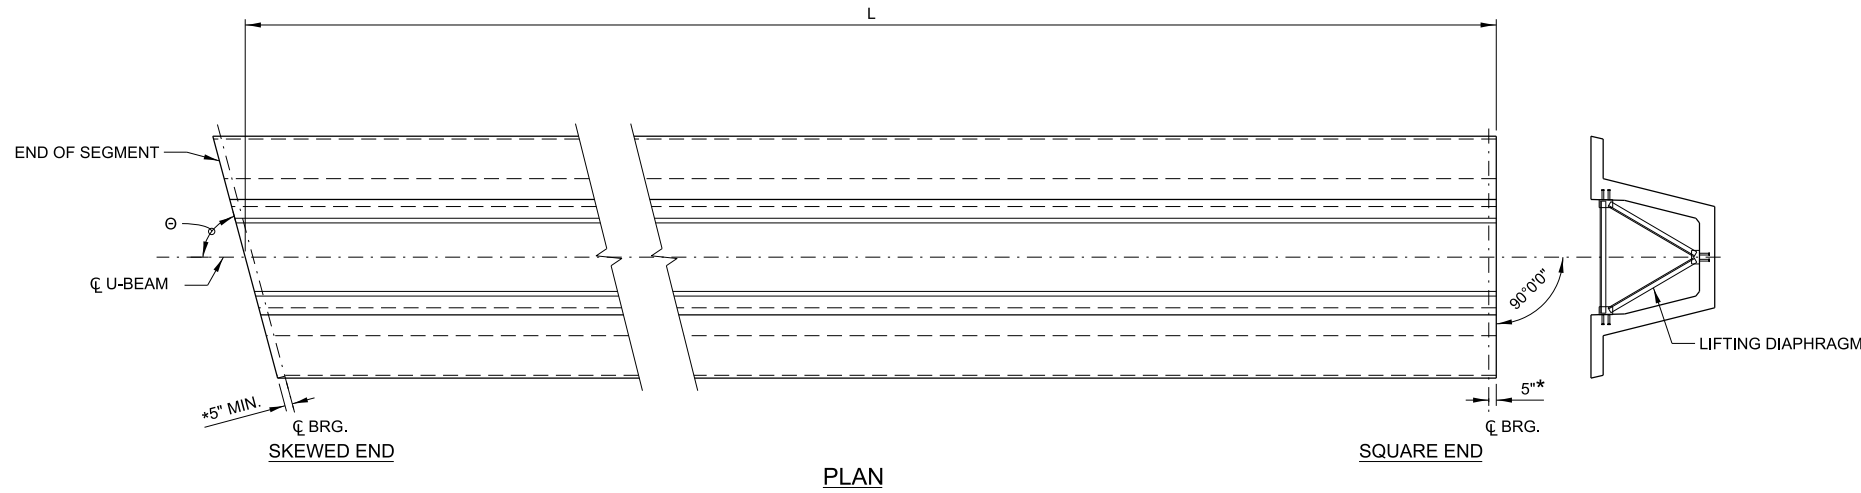 L
END OF SEGMENT
Θ
℄ U-BEAM
90°0'0"
LIFTING DIAPHRAGM
*5" MIN.
5"*
℄ BRG.
℄ BRG.
SKEWED END
SQUARE END
PLAN